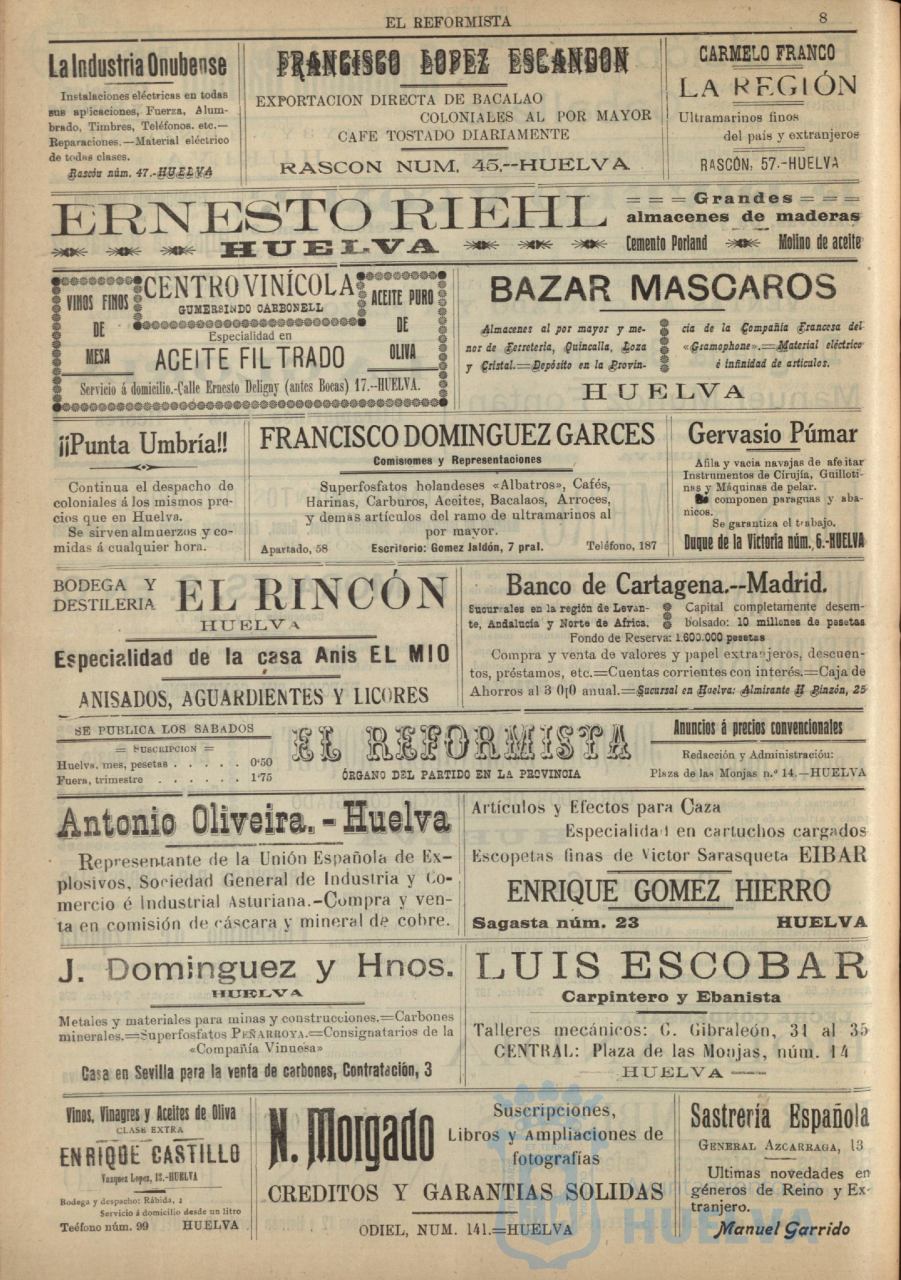 EL REFORMISTA
8
La Industria Onubense
Instalaciones eléctricas en todas
sus aplicaciones, Fuerza, Alum-
brado, Timbres, Teléfonos. etc.—
Reparaciones.—Material eléctrico
de todas clases.
Rascón núm. 47.-HUELVA
FRANCISCO LOPEZ ESCANDON
EXPORTACION DIRECTA DE BACALAO
COLONIALES AL POR MAYOR
CAFE TOSTADO DIARIAMENTE
RASCON NUM. 45.--HUELVA
CARMELO FRANCO
LA REGIÓN
Ultramarinos finos
del país y extranjeros
RASCÓN, 57.-HUELVA
ERNESTO RIEHL
HUELVA
= = = Grandes = = =
almacenes de maderas
Cemento Porland Molino de aceite
VINOS FINOS
DE
MESA
CENTRO VINÍCOLA
GUMERSINDO CARBONELL
Especialidad en
ACEITE FILTRADO
ACEITE PURO
DE
OLIVA
Servicio á domicilio.-Calle Ernesto Deligny (antes Bocas) 17.--HUELVA.
BAZAR MASCAROS
Almacenes al por mayor y me-
nor de Ferretería, Quincalla, Loza
y Cristal.=Depósito en la Provin-
cia de la Compañía Francesa del
«Gramophone».=Material eléctrico
é infinidad de artículos.
HUELVA
¡¡Punta Umbría!!
Continua el despacho de
coloniales á los mismos pre-
cios que en Huelva.
Se sirven almuerzos y co-
midas á cualquier hora.
FRANCISCO DOMINGUEZ GARCES
Comisiomes y Representaciones
Superfosfatos holandeses «Albatros», Cafés,
Harinas, Carburos, Aceites, Bacalaos, Arroces,
y demas artículos del ramo de ultramarinos al
por mayor.
Apartado, 58 Escritorio: Gomez Jaldón, 7 pral. Teléfono, 187
Gervasio Púmar
Afila y vacia navajas de afeitar
Instrumentos de Cirujía, Guilloti-
nas y Máquinas de pelar.
Se componen paraguas y aba-
nicos.
Se garantiza el trabajo.
Duque de la Victoria núm. 6.-HUELVA
BODEGA Y
DESTILERIA
EL RINCÓN
HUELVA
Especialidad de la casa Anis EL MIO
ANISADOS, AGUARDIENTES Y LICORES
Banco de Cartagena.--Madrid.
Sucursales en la región de Levan-
te, Andalucía y Norte de Africa.
Capital completamente desem-
bolsado: 10 millones de pesetas
Fondo de Reserva: 1.600.000 pesetas
Compra y venta de valores y papel extranjeros, descuen-
tos, préstamos, etc.=Cuentas corrientes con interés.=Caja de
Ahorros al 3 0|0 anual.=Sucursal en Huelva: Almirante H Pinzón, 25
SE PUBLICA LOS SABADOS
= SUSCRIPCION =
Huelva, mes, pesetas . . . . . 0'50
Fuera, trimestre . . . . . . 1'75
EL REFORMISTA
ÓRGANO DEL PARTIDO EN LA PROVINCIA
Anuncios á precios convencionales
Redacción y Administración:
Plaza de las Monjas n.º 14.—HUELVA
Antonio Oliveira. - Huelva
Representante de la Unión Española de Ex-
plosivos, Sociedad General de Industria y Co-
mercio é Industrial Asturiana.-Compra y ven-
ta en comisión de cáscara y mineral de cobre.
Artículos y Efectos para Caza
Especialidad en cartuchos cargados
Escopetas finas de Victor Sarasqueta EIBAR
ENRIQUE GOMEZ HIERRO
Sagasta núm. 23 HUELVA
J. Dominguez y Hnos.
HUELVA
Metales y materiales para minas y construcciones.=Carbones
minerales.=Superfosfatos PEÑARROYA.=Consignatarios de la
«Compañía Vinuesa»
Casa en Sevilla para la venta de carbones, Contratación, 3
LUIS ESCOBAR
Carpintero y Ebanista
Talleres mecánicos: C. Gibraleón, 31 al 35
CENTRAL: Plaza de las Monjas, núm. 14
HUELVA
Vinos, Vinagres y Aceites de Oliva
CLASE EXTRA
ENRIQUE CASTILLO
Vazquez Lopez, 13.-HUELVA
Bodega y despacho: Rábida, 2
Servicio á domicilio desde un litro
Teéfono núm. 99 HUELVA
N. Morgado
Suscripciones,
Libros y Ampliaciones de
fotografías
CREDITOS Y GARANTIAS SOLIDAS
ODIEL, NUM. 141.=HUELVA
Sastrería Española
GENERAL AZCARRAGA, 13
Ultimas novedades en
géneros de Reino y Ex-
tranjero.
Manuel Garrido
HUELVA